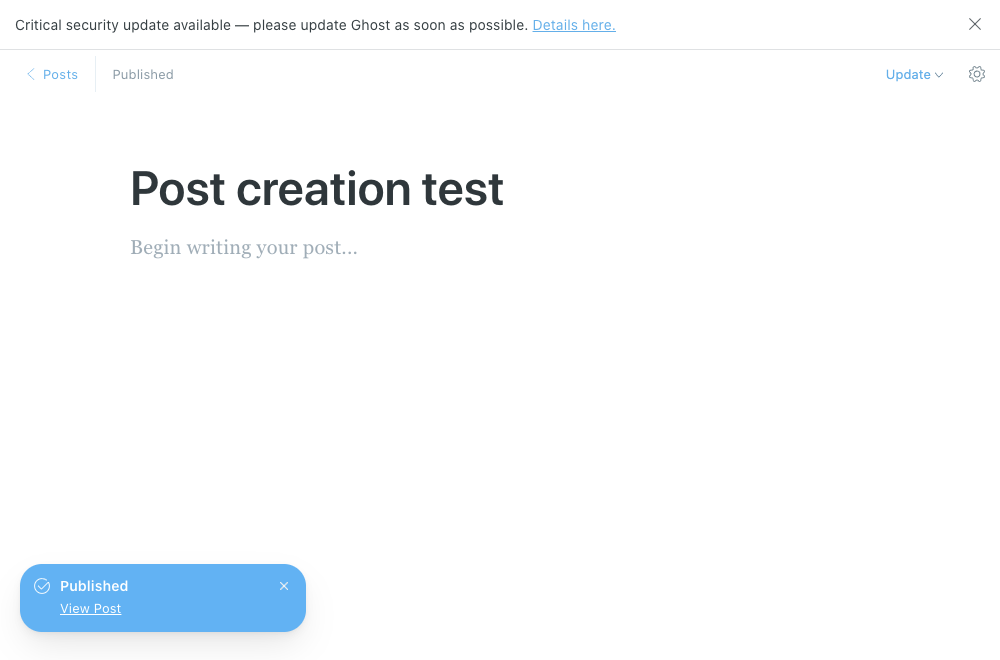 Critical security update available — please update Ghost as soon as possible. Details here.
Posts
Published
Update
Post creation test
Begin writing your post...
Published
View Post